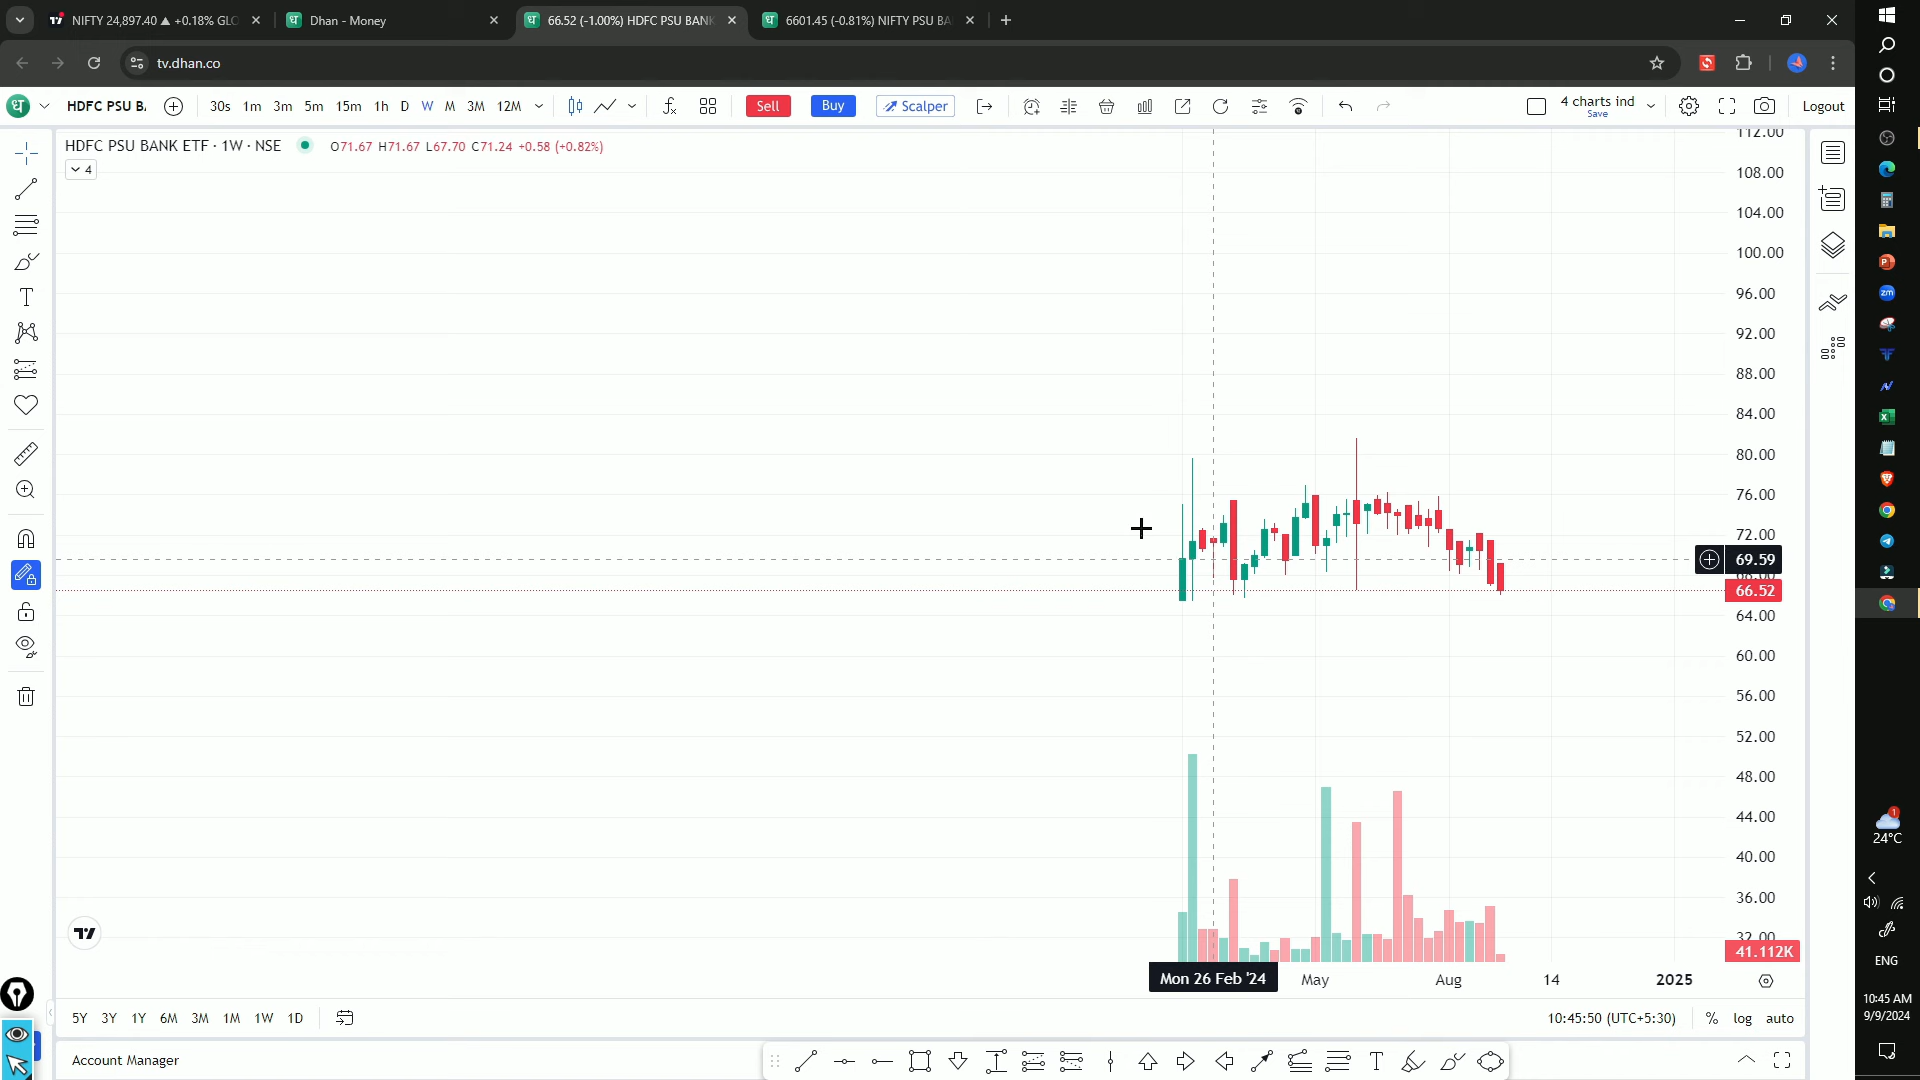 NIFTY 24,897.40 ▲ +0.18% GLO
Dhan - Money
66.52 (-1.00%) HDFC PSU BANK
6601.45 (-0.81%) NIFTY PSU BA
tv.dhan.co
HDFC PSU B.
30s 1m 3m 5m 15m 1h D W M 3M 12M
Sell
Buy
Scalper
4 charts ind
Save
Logout
HDFC PSU BANK ETF · 1W · NSE
O71.67 H71.67 L67.70 C71.24 +0.58 (+0.82%)
4
112.00
108.00
104.00
100.00
96.00
92.00
88.00
84.00
80.00
76.00
72.00
69.59
68.00
66.52
64.00
60.00
56.00
52.00
48.00
44.00
40.00
36.00
32.00
41.112K
Mon 26 Feb '24
May
Aug
14
2025
5Y 3Y 1Y 6M 3M 1M 1W 1D
10:45:50 (UTC+5:30)
% log auto
Account Manager
zm
1
24°C
ENG
10:45 AM
9/9/2024